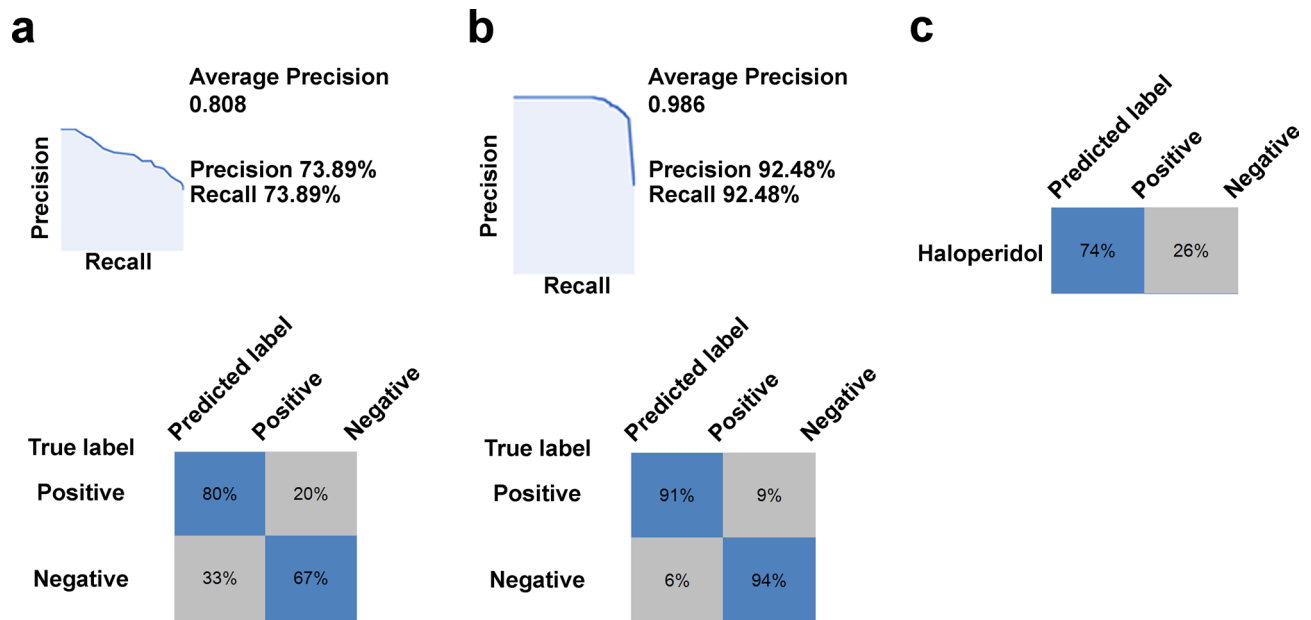 a
Average Precision
0.808
Precision 73.89%
Recall 73.89%
Precision
Recall
Predicted label
Positive
Negative
True label
Positive
80%
20%
Negative
33%
67%
b
Average Precision
0.986
Precision 92.48%
Recall 92.48%
Precision
Recall
Predicted label
Positive
Negative
True label
Positive
91%
9%
Negative
6%
94%
c
Predicted label
Positive
Negative
Haloperidol
74%
26%